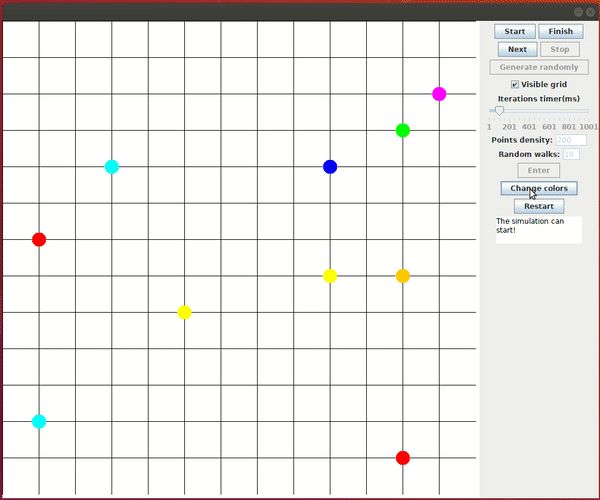 Start Finish
Next Stop
Generate randomly
Visible grid
Iterations timer(ms)
1 201 401 601 801 1001
Points density: 200
Random walks: 10
Enter
Change colors
Restart
The simulation can
start!